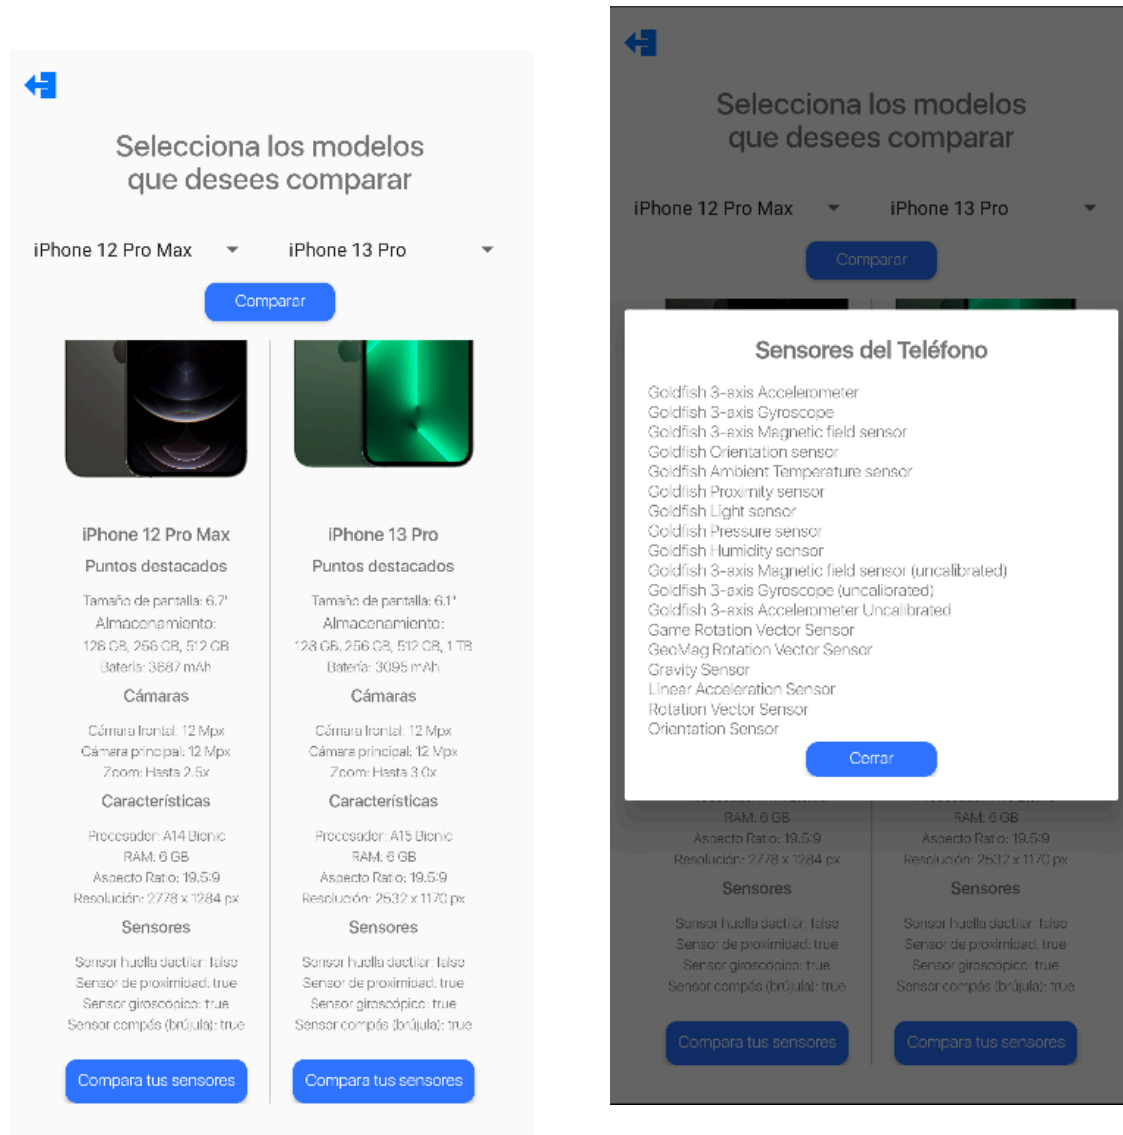 Selecciona los modelos
que desees comparar
iPhone 12 Pro Max
iPhone 13 Pro
Comparar
iPhone 12 Pro Max
Puntos destacados
Tamaño de pantalla: 6.7"
Almacenamiento:
128 GB, 256 GB, 512 GB
Batería: 3687 mAh
Cámaras
Cámara frontal: 12 Mpx
Cámara principal: 12 Mpx
Zoom: Hasta 2.5x
Características
Procesador: A14 Bionic
RAM: 6 GB
Aspecto Ratio: 19.5:9
Resolución: 2778 x 1284 px
Sensores
Sensor huella dactilar: false
Sensor de proximidad: true
Sensor giroscópico: true
Sensor compás (brújula): true
Compara tus sensores
iPhone 13 Pro
Puntos destacados
Tamaño de pantalla: 6.1"
Almacenamiento:
128 GB, 256 GB, 512 GB, 1 TB
Batería: 3095 mAh
Cámaras
Cámara frontal: 12 Mpx
Cámara principal: 12 Mpx
Zoom: Hasta 3.0x
Características
Procesador: A15 Bionic
RAM: 6 GB
Aspecto Ratio: 19.5:9
Resolución: 2532 x 1170 px
Sensores
Sensor huella dactilar: false
Sensor de proximidad: true
Sensor giroscópico: true
Sensor compás (brújula): true
Compara tus sensores
Selecciona los modelos
que desees comparar
iPhone 12 Pro Max
iPhone 13 Pro
Comparar
Sensores del Teléfono
Goldfish 3-axis Accelerometer
Goldfish 3-axis Gyroscope
Goldfish 3-axis Magnetic field sensor
Goldfish Orientation sensor
Goldfish Ambient Temperature sensor
Goldfish Proximity sensor
Goldfish Light sensor
Goldfish Pressure sensor
Goldfish Humidity sensor
Goldfish 3-axis Magnetic field sensor (uncalibrated)
Goldfish 3-axis Gyroscope (uncalibrated)
Goldfish 3-axis Accelerometer Uncalibrated
Game Rotation Vector Sensor
GeoMag Rotation Vector Sensor
Gravity Sensor
Linear Acceleration Sensor
Rotation Vector Sensor
Orientation Sensor
Cerrar
RAM: 6 GB
Aspecto Ratio: 19.5:9
Resolución: 2778 x 1284 px
Sensores
Sensor huella dactilar: false
Sensor de proximidad: true
Sensor giroscópico: true
Sensor compás (brújula): true
Compara tus sensores
RAM: 6 GB
Aspecto Ratio: 19.5:9
Resolución: 2532 x 1170 px
Sensores
Sensor huella dactilar: false
Sensor de proximidad: true
Sensor giroscópico: true
Sensor compás (brújula): true
Compara tus sensores